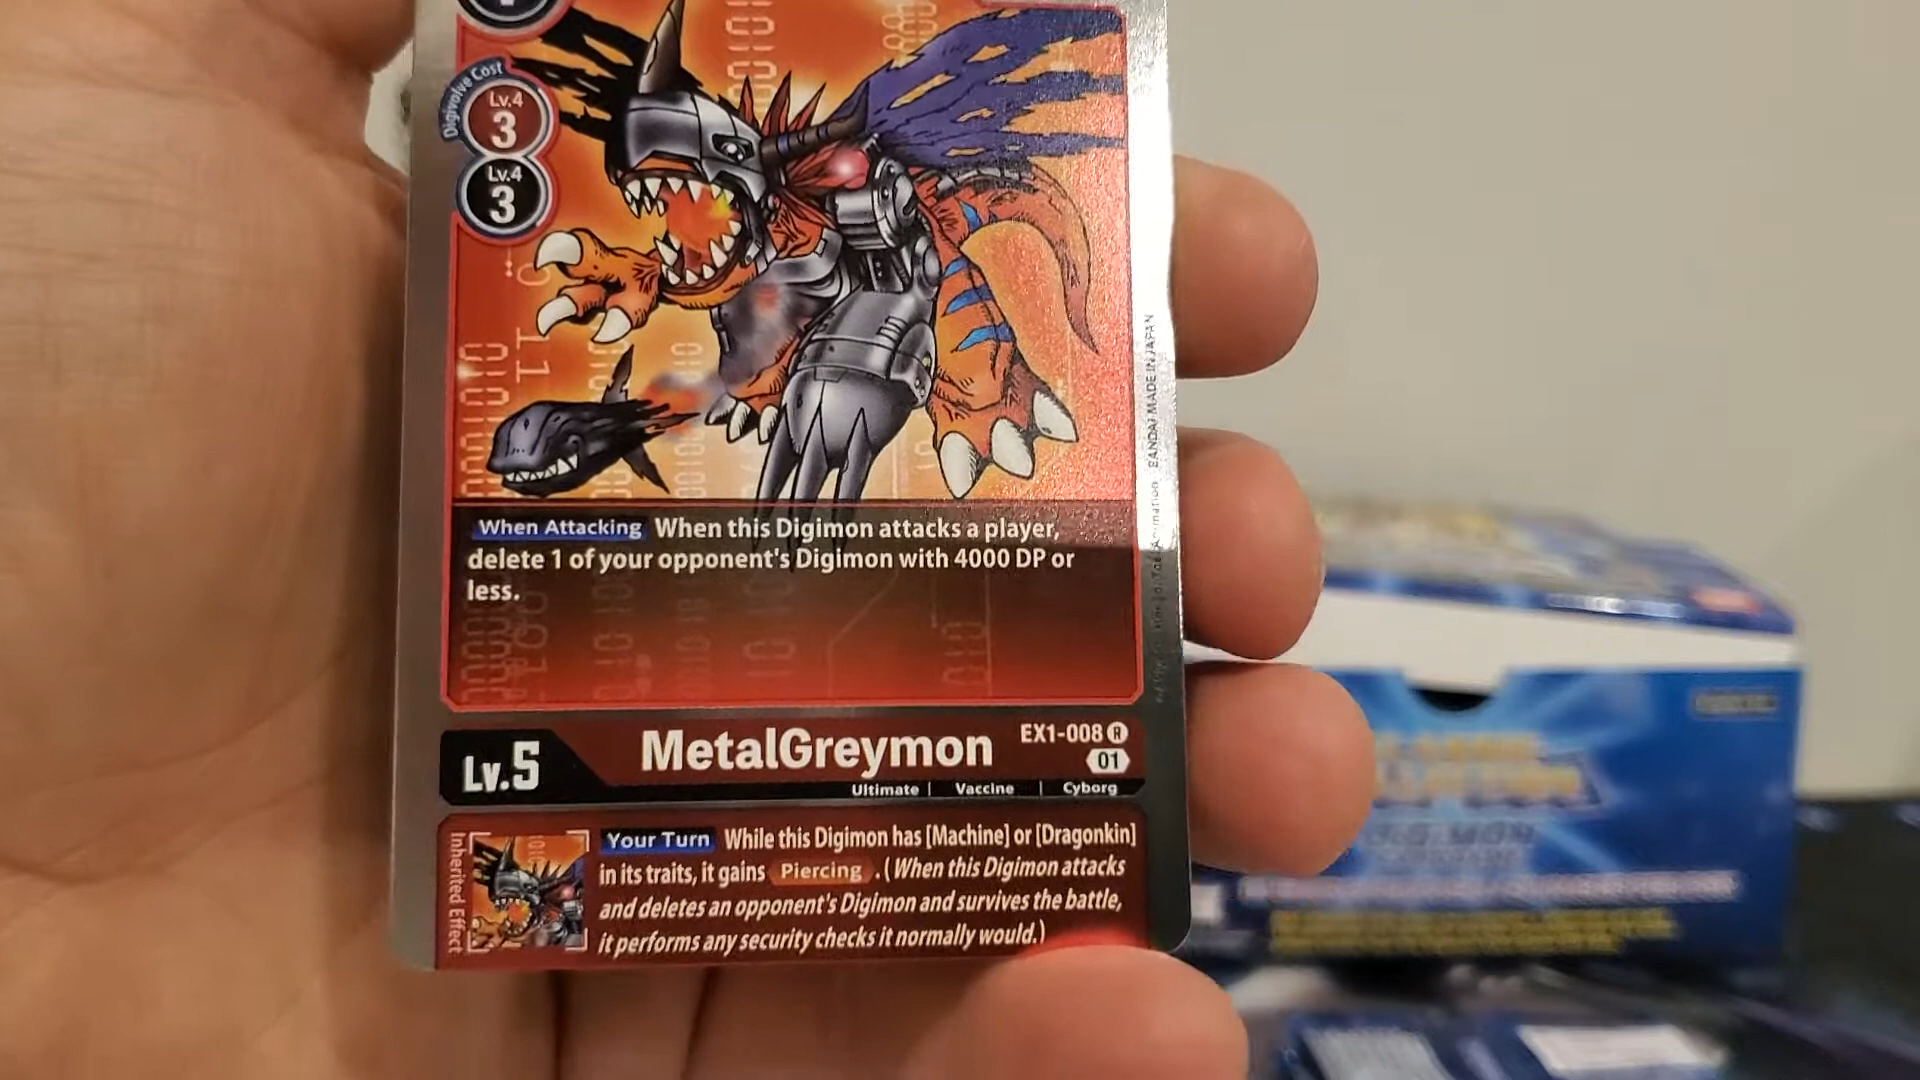 Digivolve Cost
Lv.4
3
Lv.4
3
When Attacking When this Digimon attacks a player,
delete 1 of your opponent's Digimon with 4000 DP or
less.
BANDAI MADE IN JAPAN
Lv.5
MetalGreymon
EX1-008 R
01
Ultimate | Vaccine | Cyborg
Inherited Effect
Your Turn While this Digimon has [Machine] or [Dragonkin]
in its traits, it gains Piercing . (When this Digimon attacks
and deletes an opponent's Digimon and survives the battle,
it performs any security checks it normally would.)